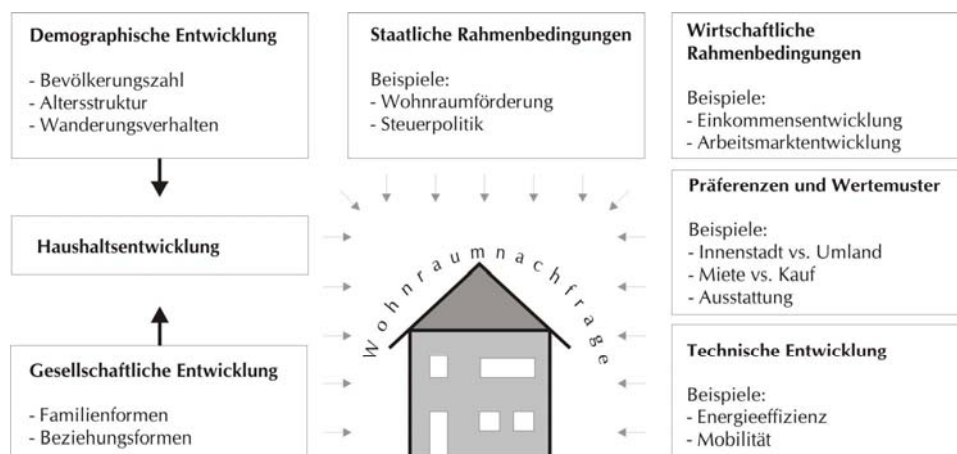 Demographische Entwicklung
- Bevölkerungszahl
- Altersstruktur
- Wanderungsverhalten
Haushaltsentwicklung
Gesellschaftliche Entwicklung
- Familienformen
- Beziehungsformen
Staatliche Rahmenbedingungen
Beispiele:
- Wohnraumförderung
- Steuerpolitik
Wohnraumnachfrage
Wirtschaftliche
Rahmenbedingungen
Beispiele:
- Einkommensentwicklung
- Arbeitsmarktentwicklung
Präferenzen und Wertemuster
Beispiele:
- Innenstadt vs. Umland
- Miete vs. Kauf
- Ausstattung
Technische Entwicklung
Beispiele:
- Energieeffizienz
- Mobilität